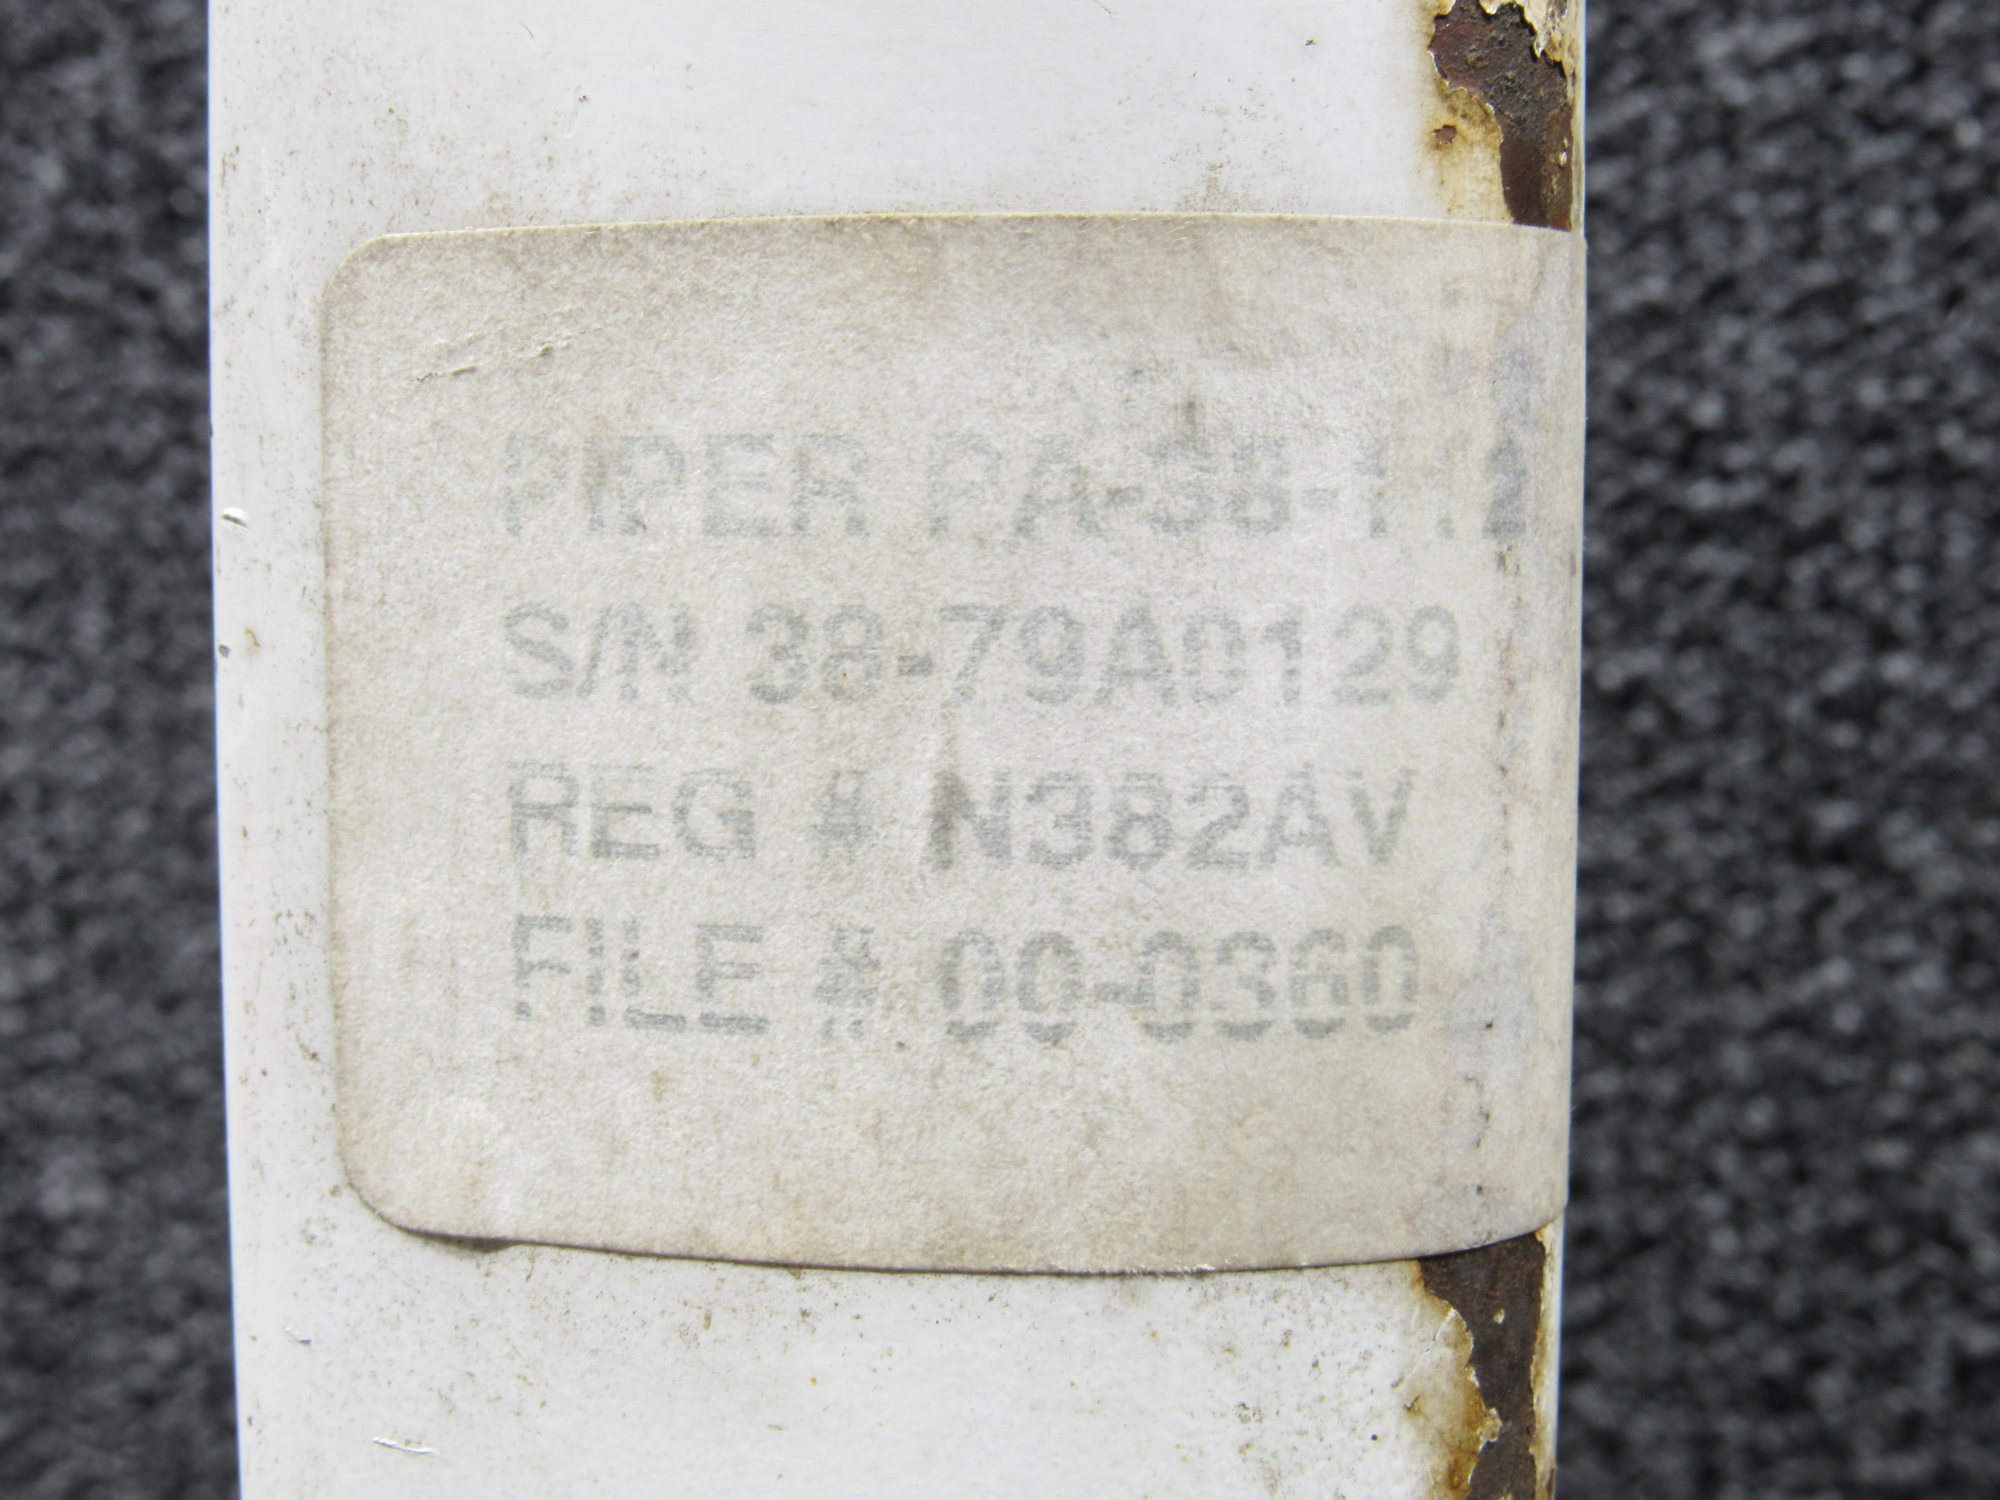 PIPER PA-38-112
S/N 38-79A0129
REG # N382AV
FILE # 00-0360